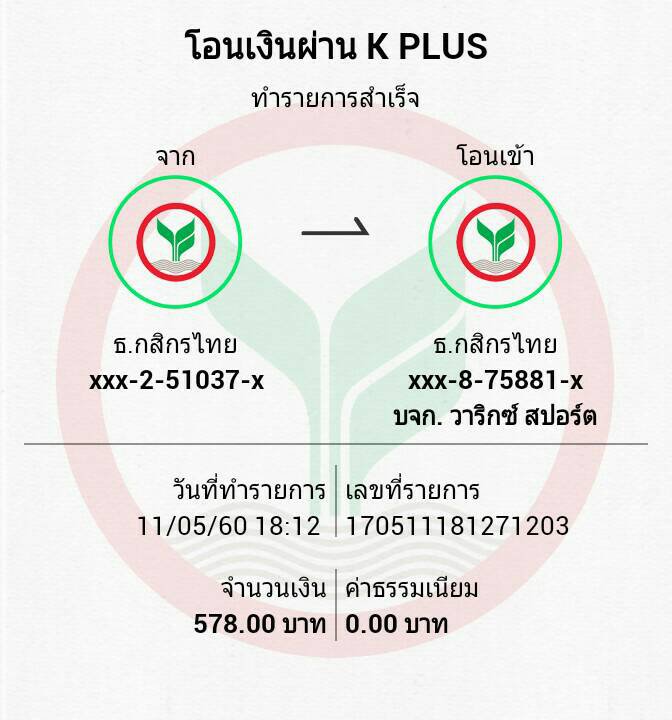 โอนเงินผ่าน K PLUS
ทำรายการสำเร็จ
จาก
โอนเข้า
ธ.กสิกรไทย
xxx-2-51037-x
ธ.กสิกรไทย
xxx-8-75881-x
บจก. วาริกซ์ สปอร์ต
วันที่ทำรายการ
11/05/60 18:12
เลขที่รายการ
170511181271203
จำนวนเงิน
578.00 บาท
ค่าธรรมเนียม
0.00 บาท